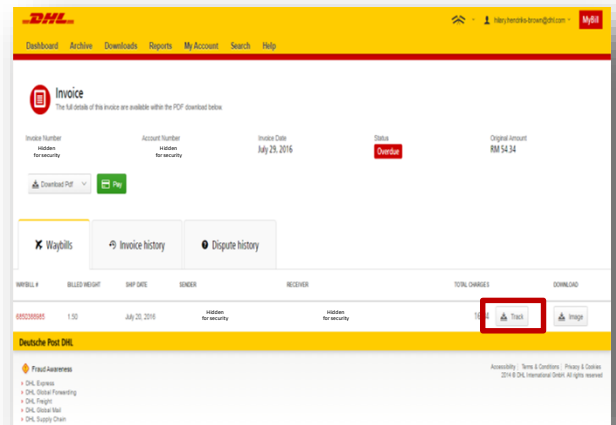 DHL
hilary.hendriks-brown@dhl.com
MyBill
Dashboard Archive Downloads Reports My Account Search Help
Invoice
The full details of this invoice are available within the PDF download below.
Invoice Number Account Number Invoice Date Status Original Amount
Hidden for security Hidden for security July 29, 2016 Overdue RM 54.34
Download Pdf Pay
Waybills Invoice history Dispute history
WAYBILL # BILLED WEIGHT SHIP DATE SENDER RECEIVER TOTAL CHARGES DOWNLOAD
1.50 July 20, 2016 Hidden for security Hidden for security Track Image
Deutsche Post DHL
Fraud Awareness
Accessibility | Terms & Conditions | Privacy & Cookies
2014 © DHL International GmbH. All rights reserved
DHL Express
DHL Global Forwarding
DHL Freight
DHL Global Mail
DHL Supply Chain